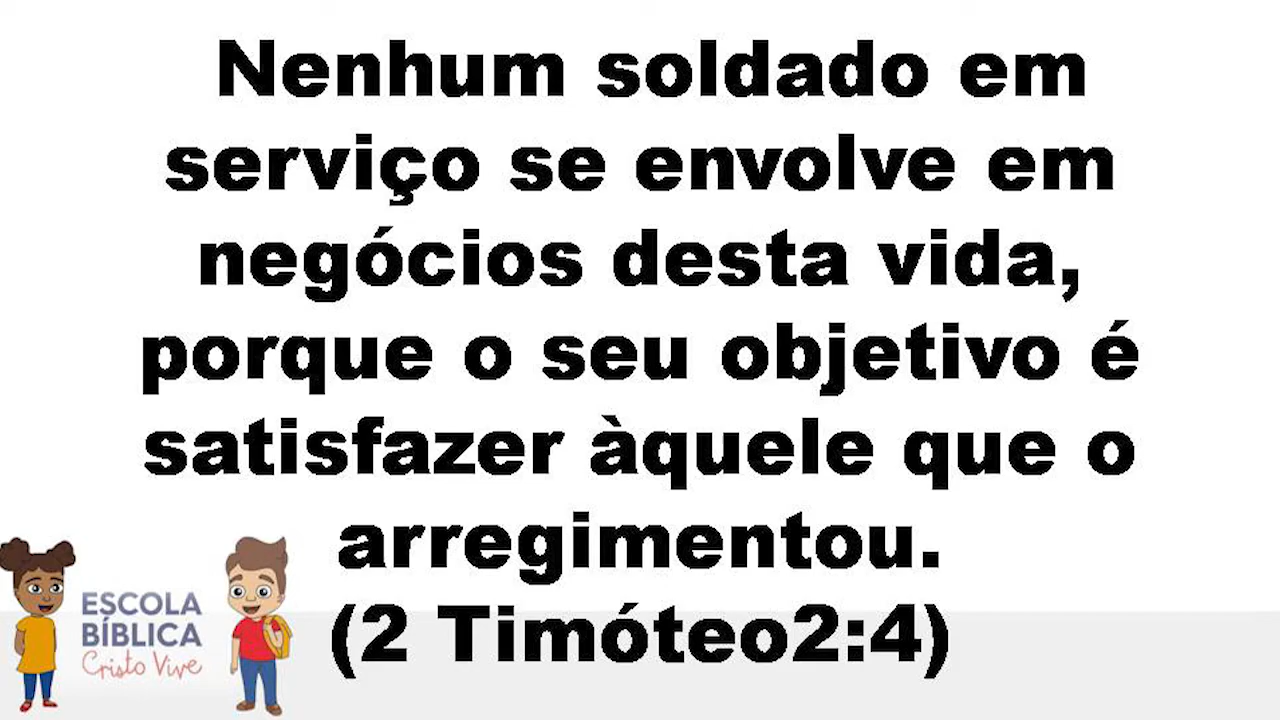 Nenhum soldado em
serviço se envolve em
negócios desta vida,
porque o seu objetivo é
satisfazer àquele que o
arregimentou.
(2 Timóteo2:4)
ESCOLA
BÍBLICA
Cristo Vive